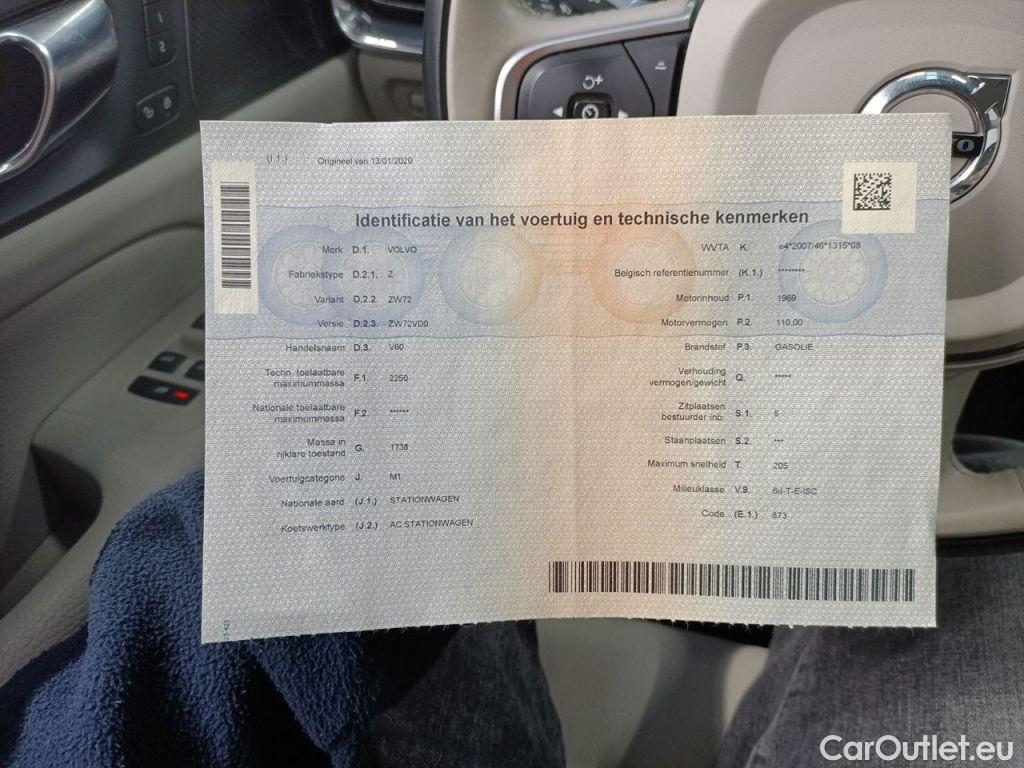 (I 1.) Origineel van 13/01/2020
Identificatie van het voertuig en technische kenmerken
Merk D.1. VOLVO
Fabriekstype D.2.1. Z
Variant D.2.2. ZW72
Versie D.2.3. ZW72VD0
Handelsnaam D.3. V60
Techn. toelaatbare
maximummassa F.1. 2250
Nationale toelaatbare
maximummassa F.2. ******
Massa in
rijklare toestand G. 1738
Voertuigcategorie J. M1
Nationale aard (J.1.) STATIONWAGEN
Koetswerktype (J.2.) AC STATIONWAGEN
WVTA K. e4*2007/46*1315*08
Belgisch referentienummer (K.1.) ********
Motorinhoud P.1. 1969
Motorvermogen P.2. 110,00
Brandstof P.3. GASOLIE
Verhouding
vermogen/gewicht Q. *****
Zitplaatsen
bestuurder inb. S.1. 5
Staanplaatsen S.2. ***
Maximum snelheid T. 205
Milieuklasse V.9. 6d-T-E-ISC
Code (E.1.) 873
1
2
CarOutlet.eu